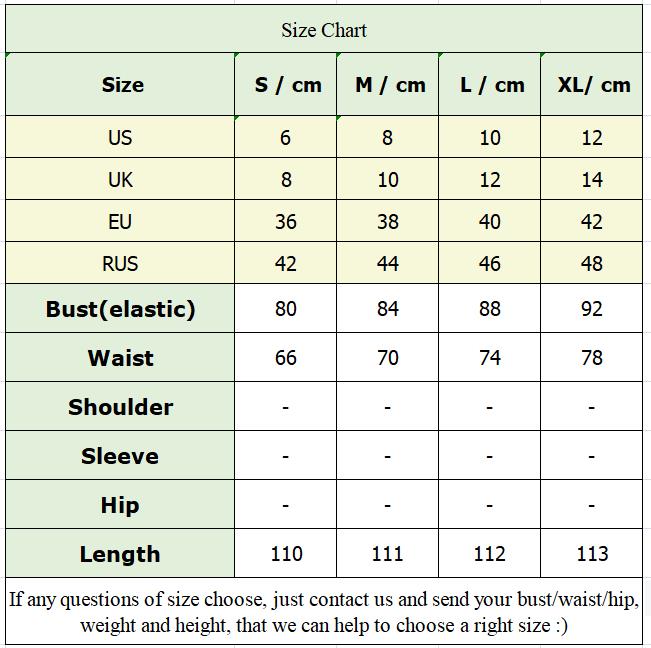 Size Chart
Size S / cm M / cm L / cm XL/ cm
US 6 8 10 12
UK 8 10 12 14
EU 36 38 40 42
RUS 42 44 46 48
Bust(elastic) 80 84 88 92
Waist 66 70 74 78
Shoulder - - - -
Sleeve - - - -
Hip - - - -
Length 110 111 112 113
If any questions of size choose, just contact us and send your bust/waist/hip,
weight and height, that we can help to choose a right size :)